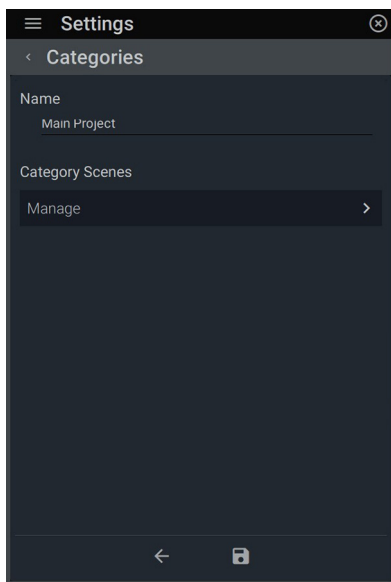 Settings
Categories
Name
Main Project
Category Scenes
Manage